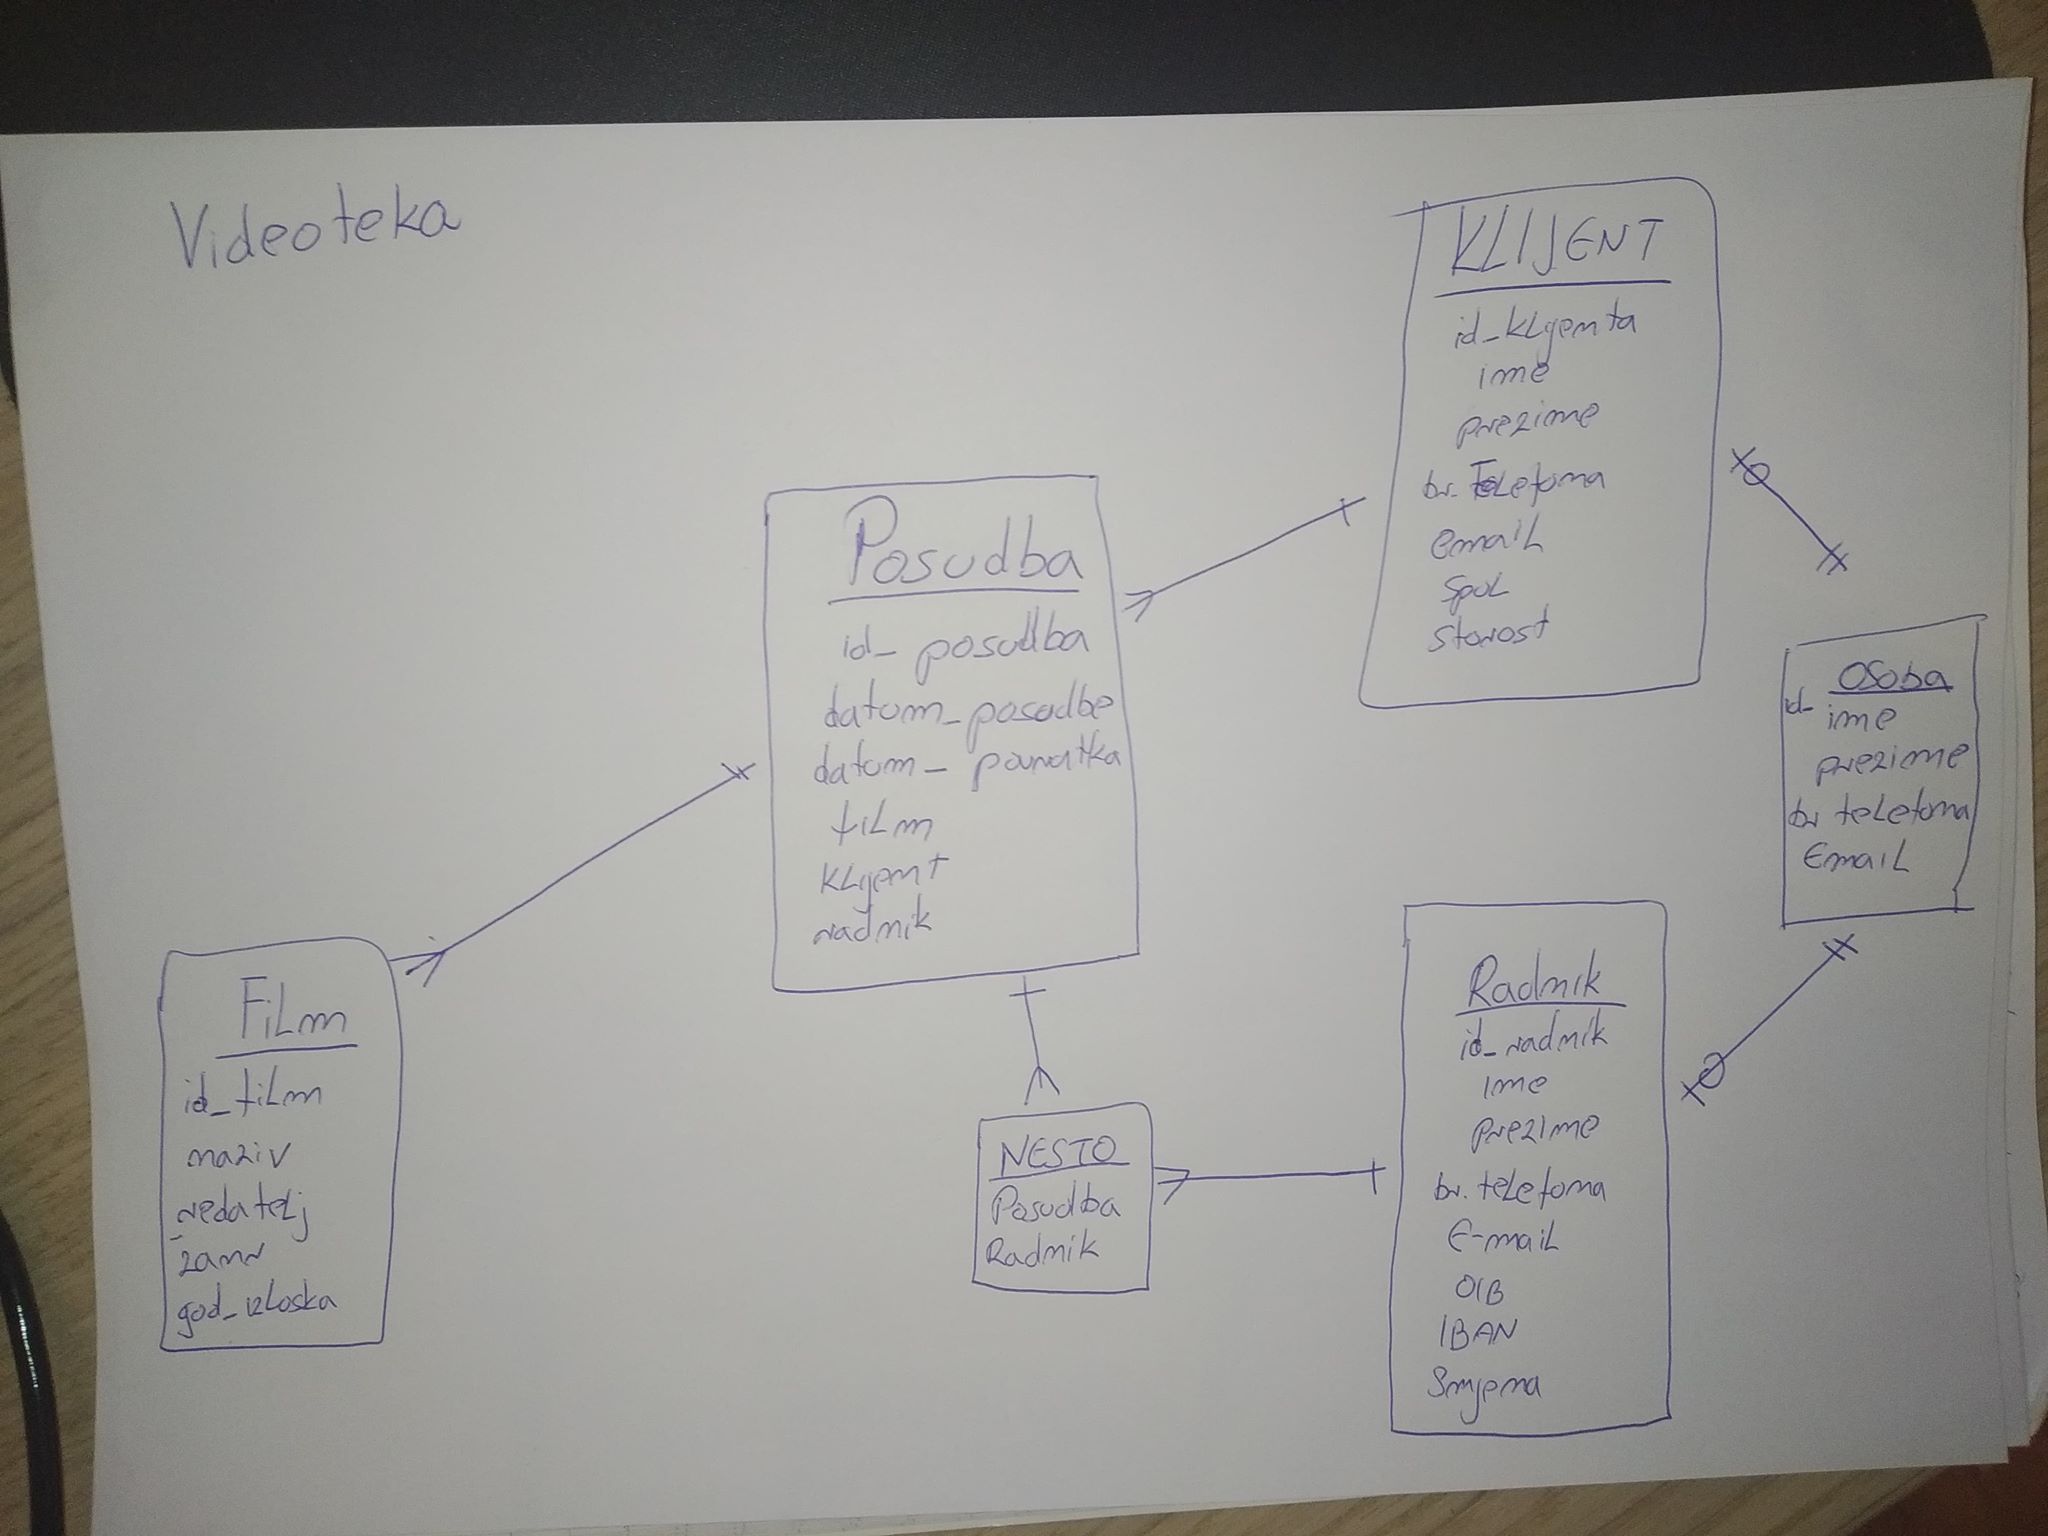 Videoteka
KLIJENT
id_klijenta
ime
prezime
br. Telefona
email
spol
starost
Posudba
id_posudba
datum_posudbe
datum_povratka
film
klijent
radnik
Osoba
id_
ime
prezime
br telefona
Email
Film
id_film
naziv
redatelj
žanr
god_izlaska
NESTO
Posudba
Radnik
Radnik
id_radnik
ime
prezime
br. telefona
E-mail
OIB
IBAN
Smjena